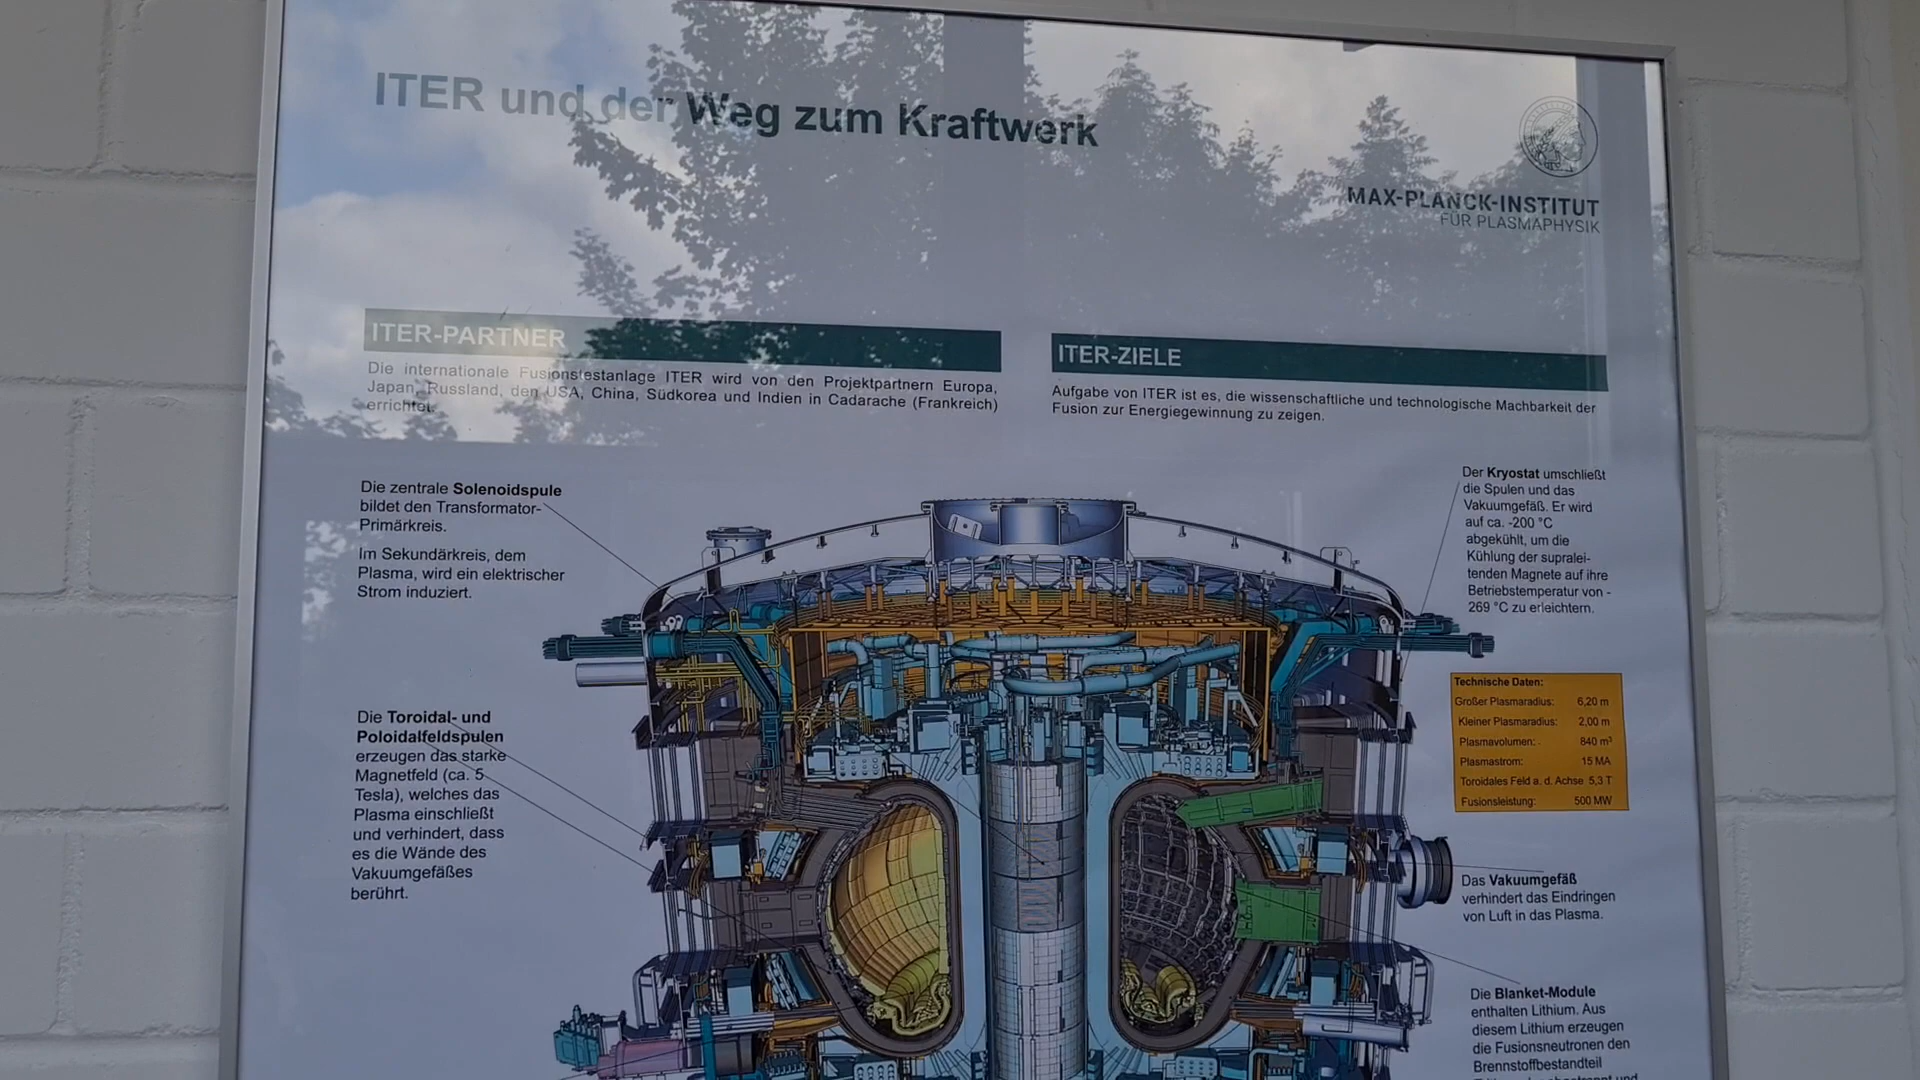 ITER und der Weg zum Kraftwerk
MAX-PLANCK-INSTITUT
FÜR PLASMAPHYSIK
ITER-PARTNER
Die internationale Fusionstestanlage ITER wird von den Projektpartnern Europa,
Japan, Russland, den USA, China, Südkorea und Indien in Cadarache (Frankreich)
errichtet.
ITER-ZIELE
Aufgabe von ITER ist es, die wissenschaftliche und technologische Machbarkeit der
Fusion zur Energiegewinnung zu zeigen.
Die zentrale Solenoidspule
bildet den Transformator-
Primärkreis.
Im Sekundärkreis, dem
Plasma, wird ein elektrischer
Strom induziert.
Die Toroidal- und
Poloidalfeldspulen
erzeugen das starke
Magnetfeld (ca. 5
Tesla), welches das
Plasma einschließt
und verhindert, dass
es die Wände des
Vakuumgefäßes
berührt.
Der Kryostat umschließt
die Spulen und das
Vakuumgefäß. Er wird
auf ca. -200 °C
abgekühlt, um die
Kühlung der supralei-
tenden Magnete auf ihre
Betriebstemperatur von -
269 °C zu erleichtern.
Technische Daten:
Großer Plasmaradius: 6,20 m
Kleiner Plasmaradius: 2,00 m
Plasmavolumen: 840 m³
Plasmastrom: 15 MA
Toroidales Feld a. d. Achse 5,3 T
Fusionsleistung: 500 MW
Das Vakuumgefäß
verhindert das Eindringen
von Luft in das Plasma.
Die Blanket-Module
enthalten Lithium. Aus
diesem Lithium erzeugen
die Fusionsneutronen den
Brennstoffbestandteil